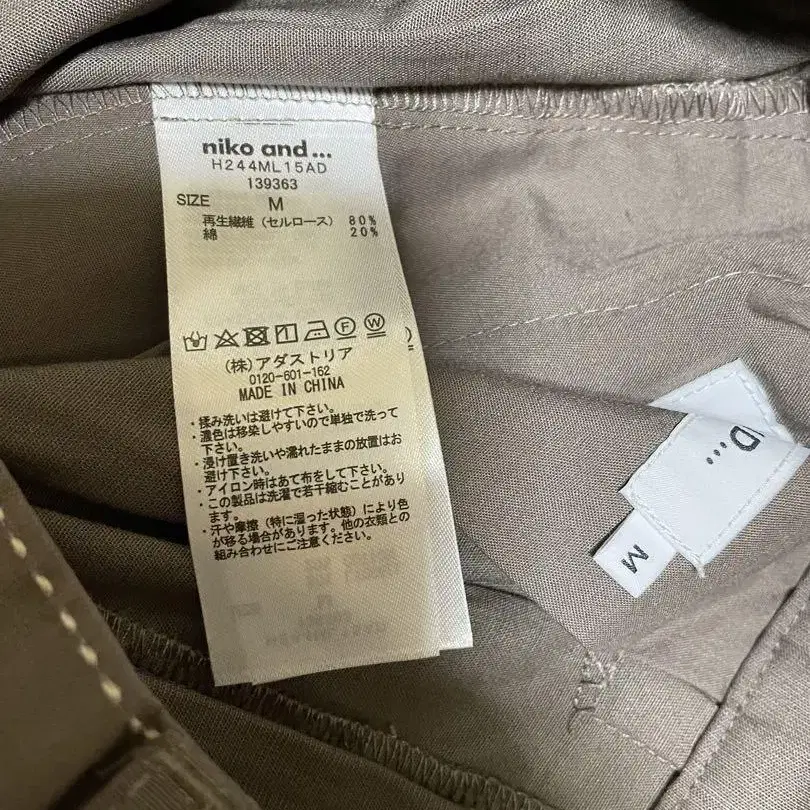 niko and ...
H244ML15AD
139363
SIZE M
再生繊維（セルロース） 80%
綿 20%
（株）アダストリア
0120-601-162
MADE IN CHINA
・揉み洗いは避けて下さい。
・濃色は移染しやすいので単独で洗って
下さい。
・浸け置き洗いや濡れたままの放置はお
避け下さい。
・アイロン時はあて布をして下さい。
・この製品は洗濯で若干縮むことがあり
ます。
・汗や摩擦（特に湿った状態）により色
が移る場合があります。他の衣類との
組み合わせにご注意ください。
D...
M